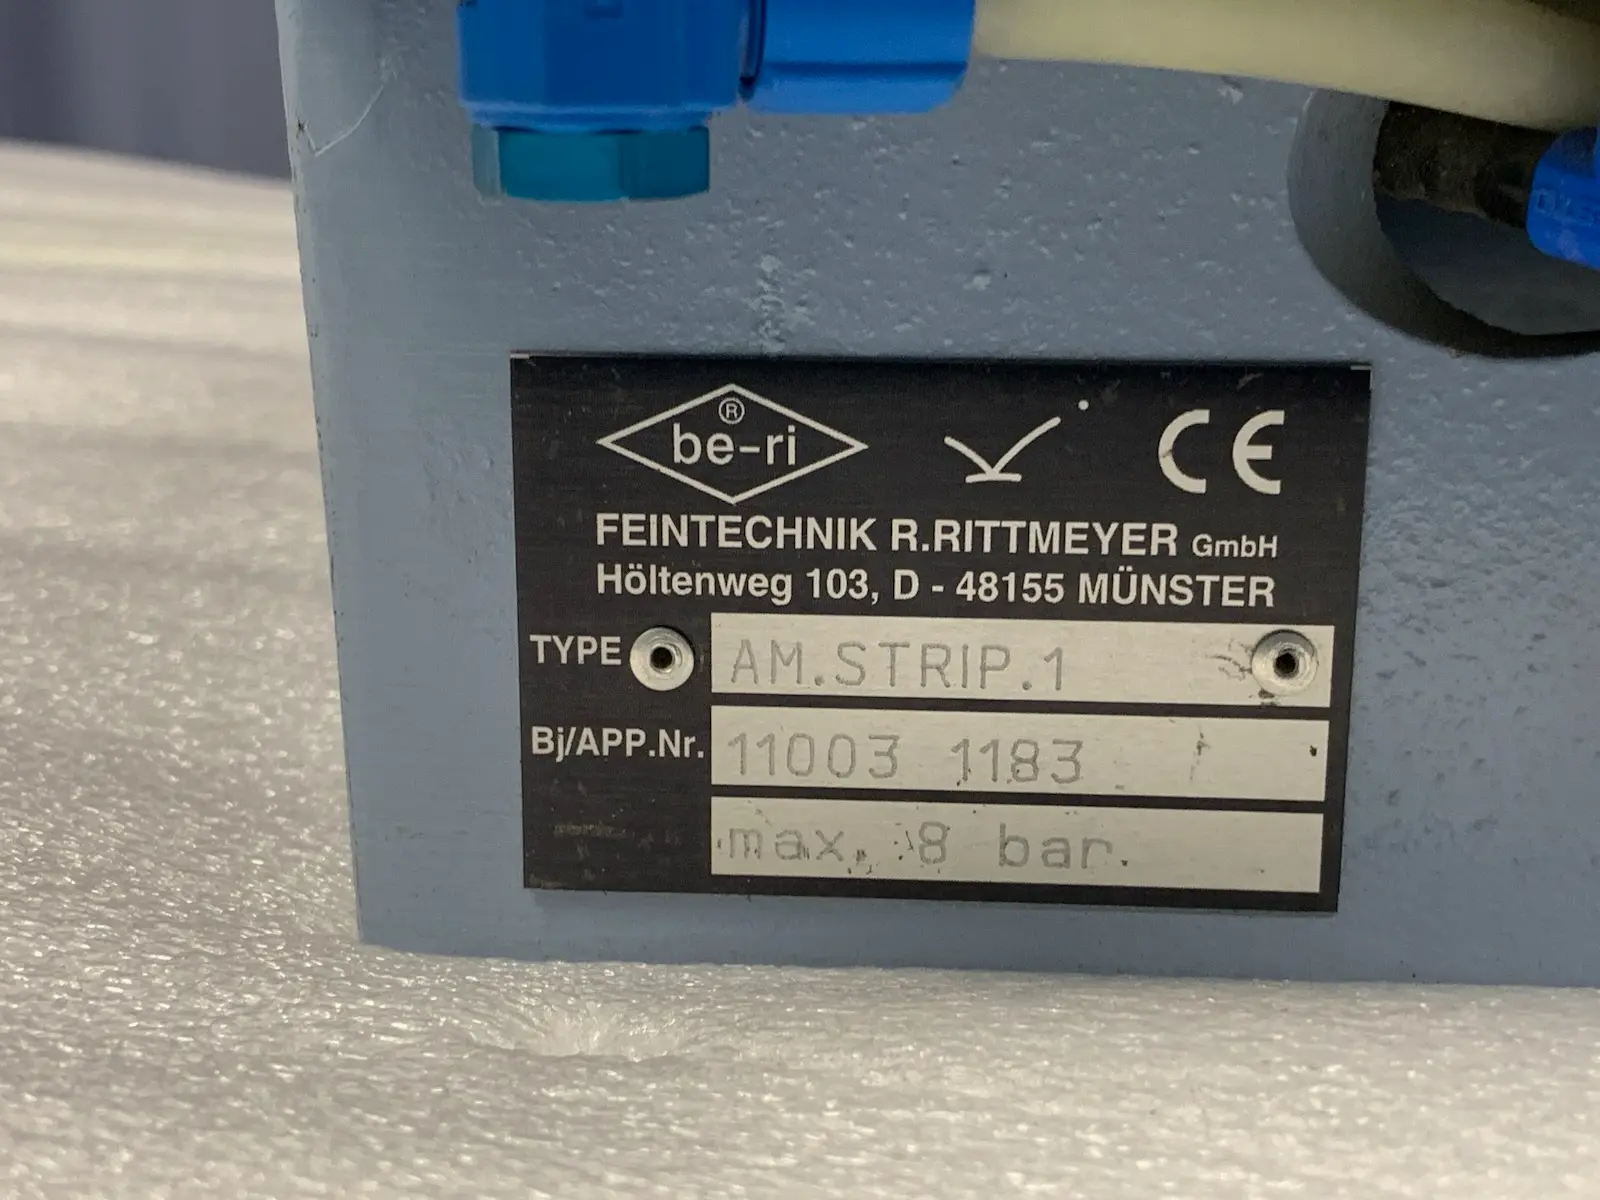 ®
be-ri
CE
FEINTECHNIK R.RITTMEYER GmbH
Höltenweg 103, D - 48155 MÜNSTER
TYPE AM.STRIP.1
Bj/APP.Nr. 11003 1183
max. 8 bar.